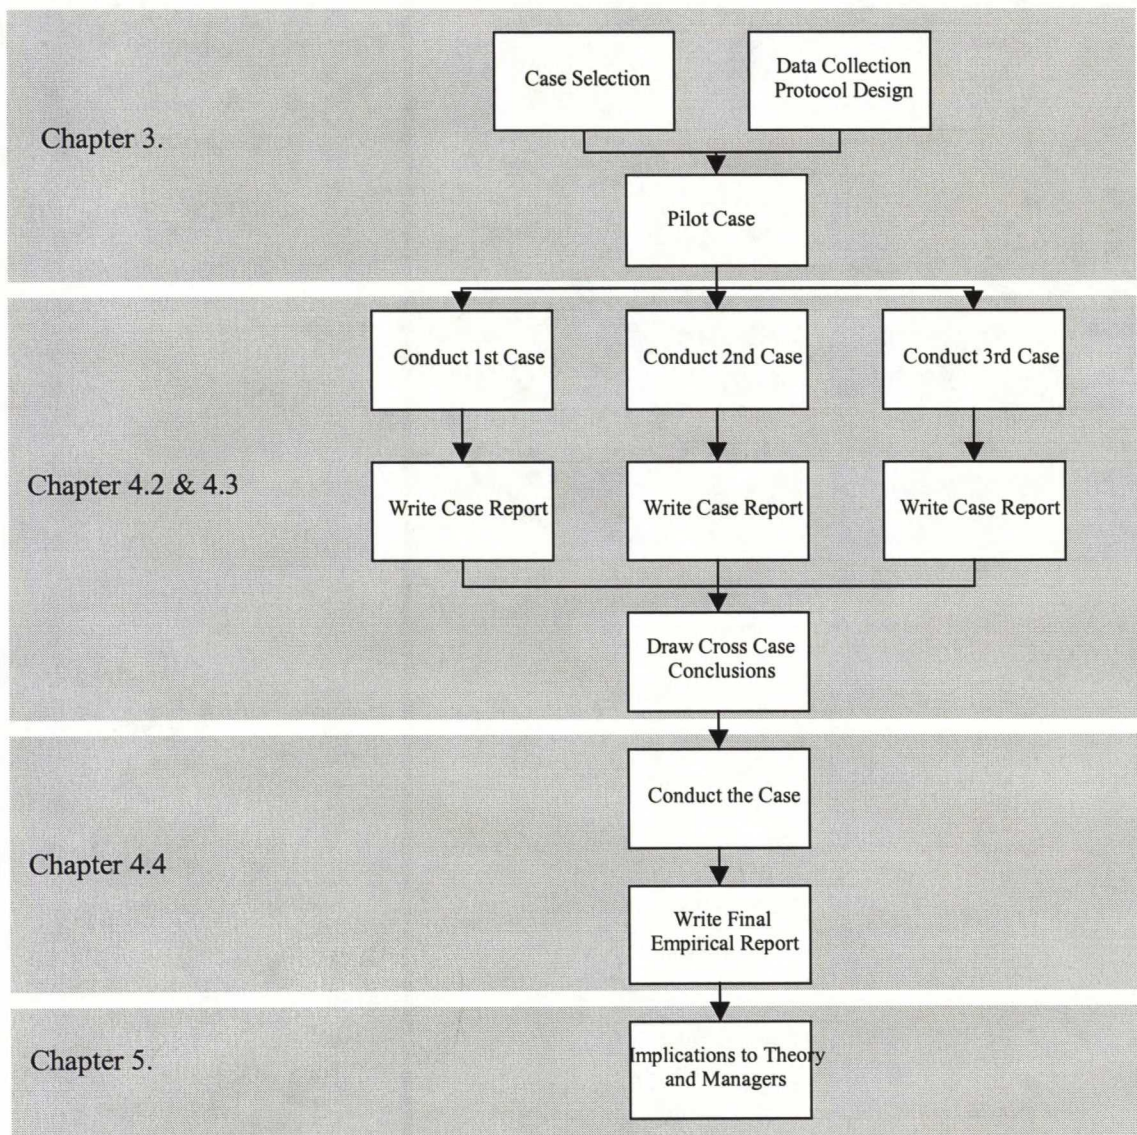 Chapter 3.
Case Selection
Data Collection
Protocol Design
Pilot Case
Chapter 4.2 & 4.3
Conduct 1st Case
Conduct 2nd Case
Conduct 3rd Case
Write Case Report
Write Case Report
Write Case Report
Draw Cross Case
Conclusions
Chapter 4.4
Conduct the Case
Write Final
Empirical Report
Chapter 5.
Implications to Theory
and Managers